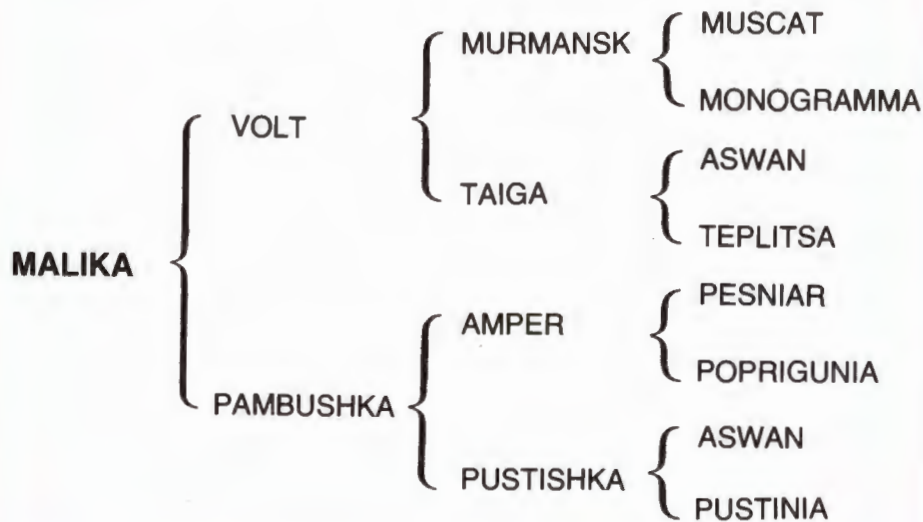 MUSCAT
MURMANSK
MONOGRAMMA
VOLT
ASWAN
TAIGA
TEPLITSA
MALIKA
PESNIAR
AMPER
POPRIGUNIA
PAMBUSHKA
ASWAN
PUSTISHKA
PUSTINIA